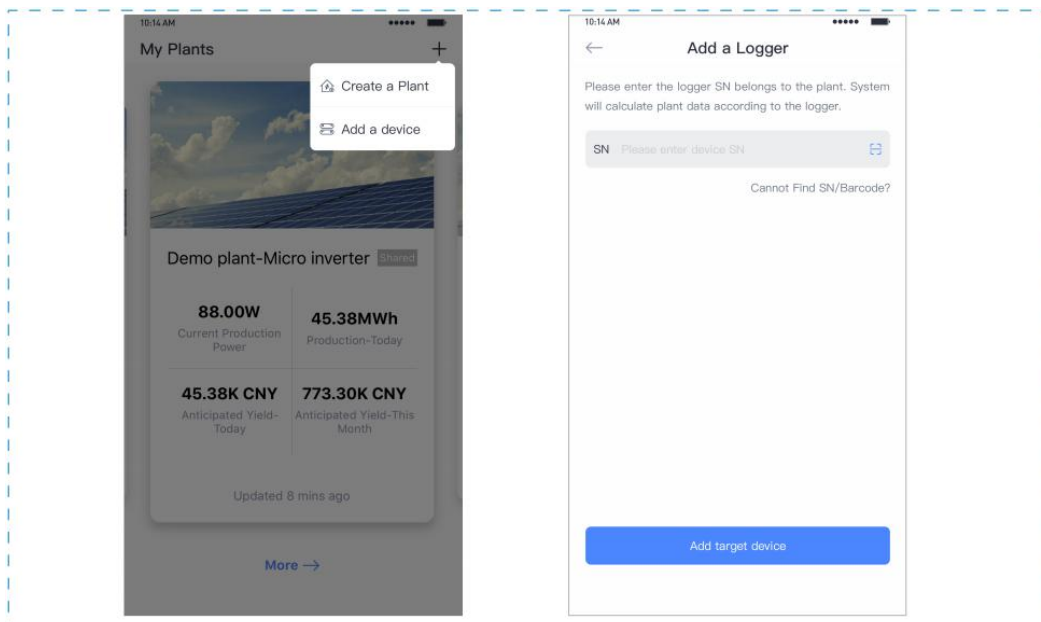 10:14 AM
My Plants
+
Create a Plant
Add a device
Demo plant-Micro inverter Shared
88.00W
Current Production
Power
45.38MWh
Production-Today
45.38K CNY
Anticipated Yield-
Today
773.30K CNY
Anticipated Yield-This
Month
Updated 8 mins ago
More →
10:14 AM
← Add a Logger
Please enter the logger SN belongs to the plant. System
will calculate plant data according to the logger.
SN Please enter device SN
Cannot Find SN/Barcode?
Add target device